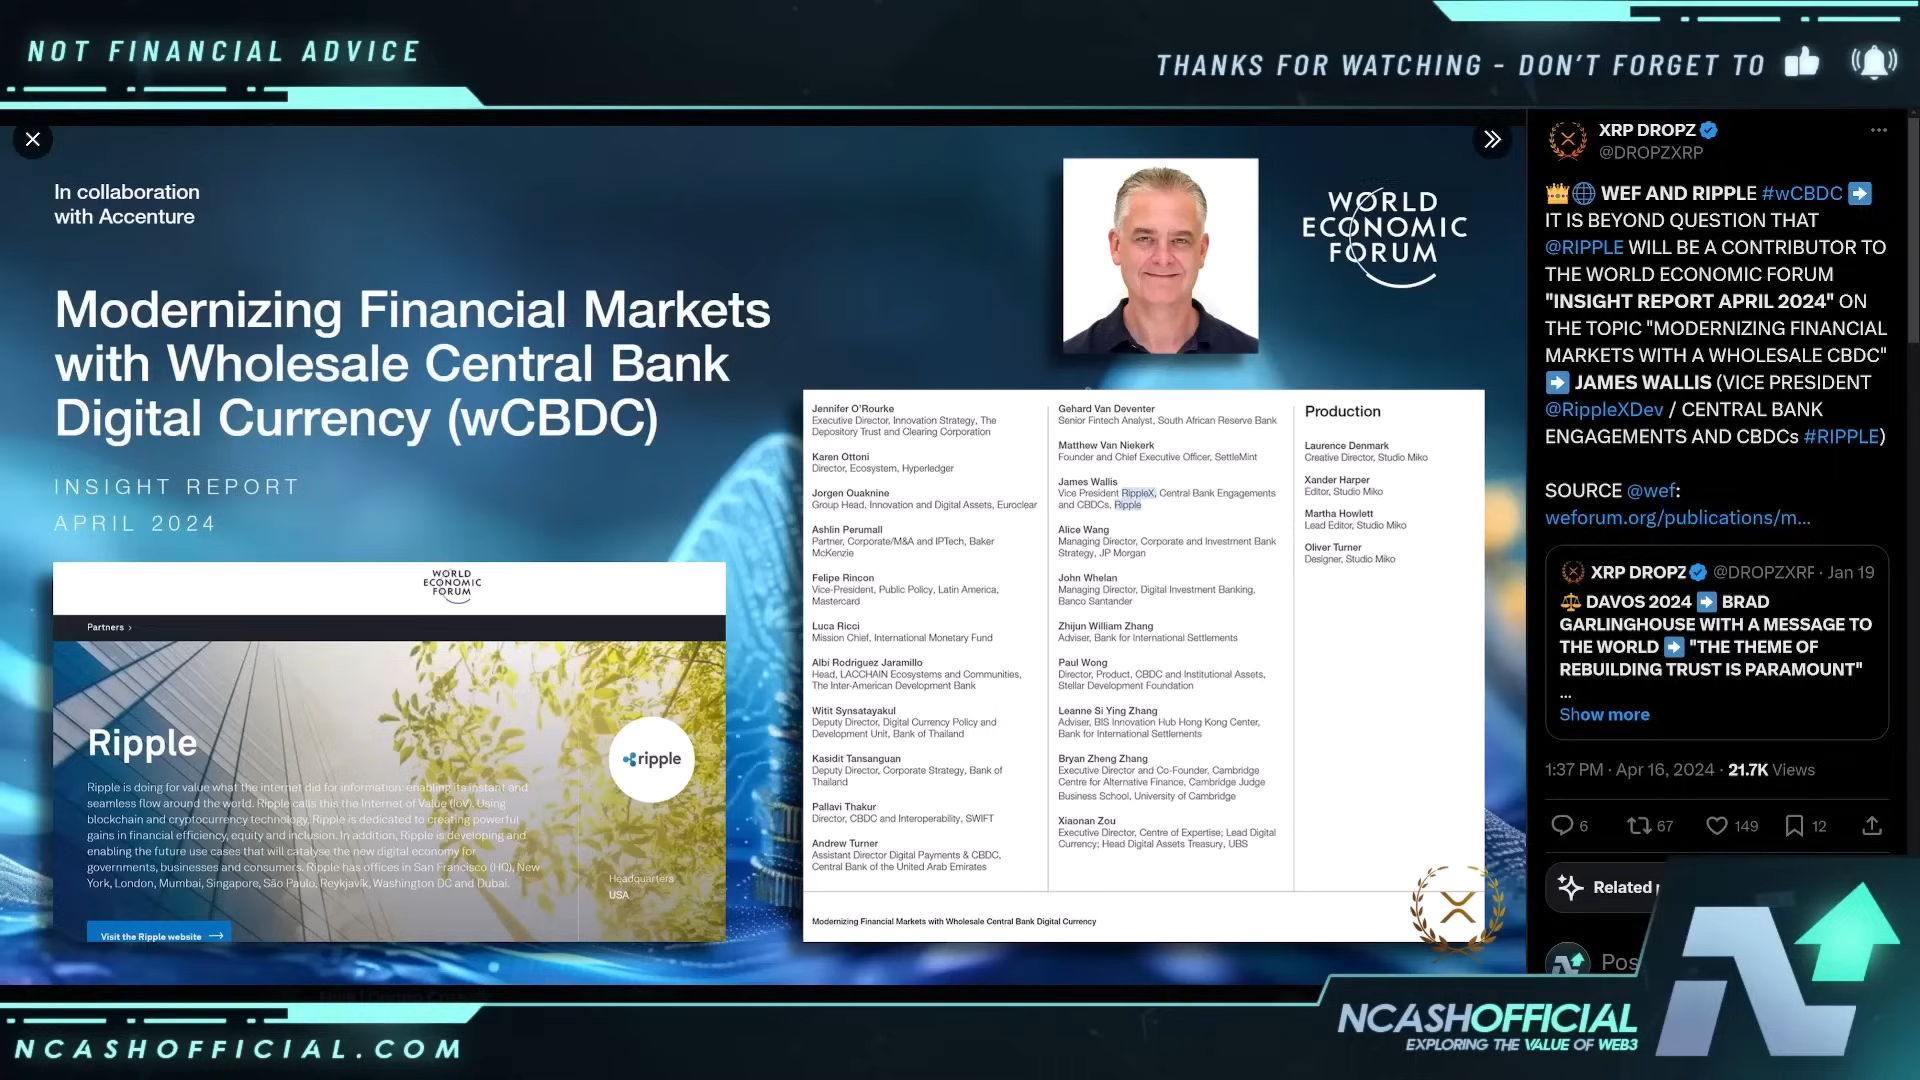 NOT FINANCIAL ADVICE
THANKS FOR WATCHING - DON'T FORGET TO
In collaboration
with Accenture
WORLD
ECONOMIC
FORUM
Modernizing Financial Markets
with Wholesale Central Bank
Digital Currency (wCBDC)
INSIGHT REPORT
APRIL 2024
WORLD
ECONOMIC
FORUM
Partners >
Ripple
ripple
Ripple is doing for value what the internet did for information: enabling its instant and
seamless flow around the world. Ripple calls this the Internet of Value (IoV). Using
blockchain and cryptocurrency technology, Ripple is dedicated to creating powerful
gains in financial efficiency, equity and inclusion. In addition, Ripple is developing and
enabling the future use cases that will catalyse the new digital economy for
governments, businesses and consumers. Ripple has offices in San Francisco (HQ), New
York, London, Mumbai, Singapore, São Paulo, Reykjavík, Washington DC and Dubai.
Headquarters
USA
Visit the Ripple website →
Jennifer O'Rourke
Executive Director, Innovation Strategy, The
Depository Trust and Clearing Corporation
Karen Ottoni
Director, Ecosystem, Hyperledger
Jorgen Ouaknine
Group Head, Innovation and Digital Assets, Euroclear
Ashlin Perumall
Partner, Corporate/M&A and IPTech, Baker
McKenzie
Felipe Rincon
Vice-President, Public Policy, Latin America,
Mastercard
Luca Ricci
Mission Chief, International Monetary Fund
Albi Rodriguez Jaramillo
Head, LACCHAIN Ecosystems and Communities,
The Inter-American Development Bank
Witit Synsatayakul
Deputy Director, Digital Currency Policy and
Development Unit, Bank of Thailand
Kasidit Tansanguan
Deputy Director, Corporate Strategy, Bank of
Thailand
Pallavi Thakur
Director, CBDC and Interoperability, SWIFT
Andrew Turner
Assistant Director Digital Payments & CBDC,
Central Bank of the United Arab Emirates
Gehard Van Deventer
Senior Fintech Analyst, South African Reserve Bank
Matthew Van Niekerk
Founder and Chief Executive Officer, SettleMint
James Wallis
Vice President RippleX, Central Bank Engagements
and CBDCs, Ripple
Alice Wang
Managing Director, Corporate and Investment Bank
Strategy, JP Morgan
John Whelan
Managing Director, Digital Investment Banking,
Banco Santander
Zhijun William Zhang
Adviser, Bank for International Settlements
Paul Wong
Director, Product, CBDC and Institutional Assets,
Stellar Development Foundation
Leanne Si Ying Zhang
Adviser, BIS Innovation Hub Hong Kong Center,
Bank for International Settlements
Bryan Zheng Zhang
Executive Director and Co-Founder, Cambridge
Centre for Alternative Finance, Cambridge Judge
Business School, University of Cambridge
Xiaonan Zou
Executive Director, Centre of Expertise; Lead Digital
Currency; Head Digital Assets Treasury, UBS
Production
Laurence Denmark
Creative Director, Studio Miko
Xander Harper
Editor, Studio Miko
Martha Howlett
Lead Editor, Studio Miko
Oliver Turner
Designer, Studio Miko
Modernizing Financial Markets with Wholesale Central Bank Digital Currency
XRP DROPZ
@DROPZXRP
WEF AND RIPPLE #wCBDC
IT IS BEYOND QUESTION THAT
@RIPPLE WILL BE A CONTRIBUTOR TO
THE WORLD ECONOMIC FORUM
"INSIGHT REPORT APRIL 2024" ON
THE TOPIC "MODERNIZING FINANCIAL
MARKETS WITH A WHOLESALE CBDC"
JAMES WALLIS (VICE PRESIDENT
@RippleXDev / CENTRAL BANK
ENGAGEMENTS AND CBDCs #RIPPLE)
SOURCE @wef:
weforum.org/publications/m...
XRP DROPZ @DROPZXRP · Jan 19
DAVOS 2024 BRAD
GARLINGHOUSE WITH A MESSAGE TO
THE WORLD "THE THEME OF
REBUILDING TRUST IS PARAMOUNT"
...
Show more
1:37 PM · Apr 16, 2024 · 21.7K Views
6 67 149 12
Related
Pos
NCASHOFFICIAL
EXPLORING THE VALUE OF WEB3
NCASHOFFICIAL.COM